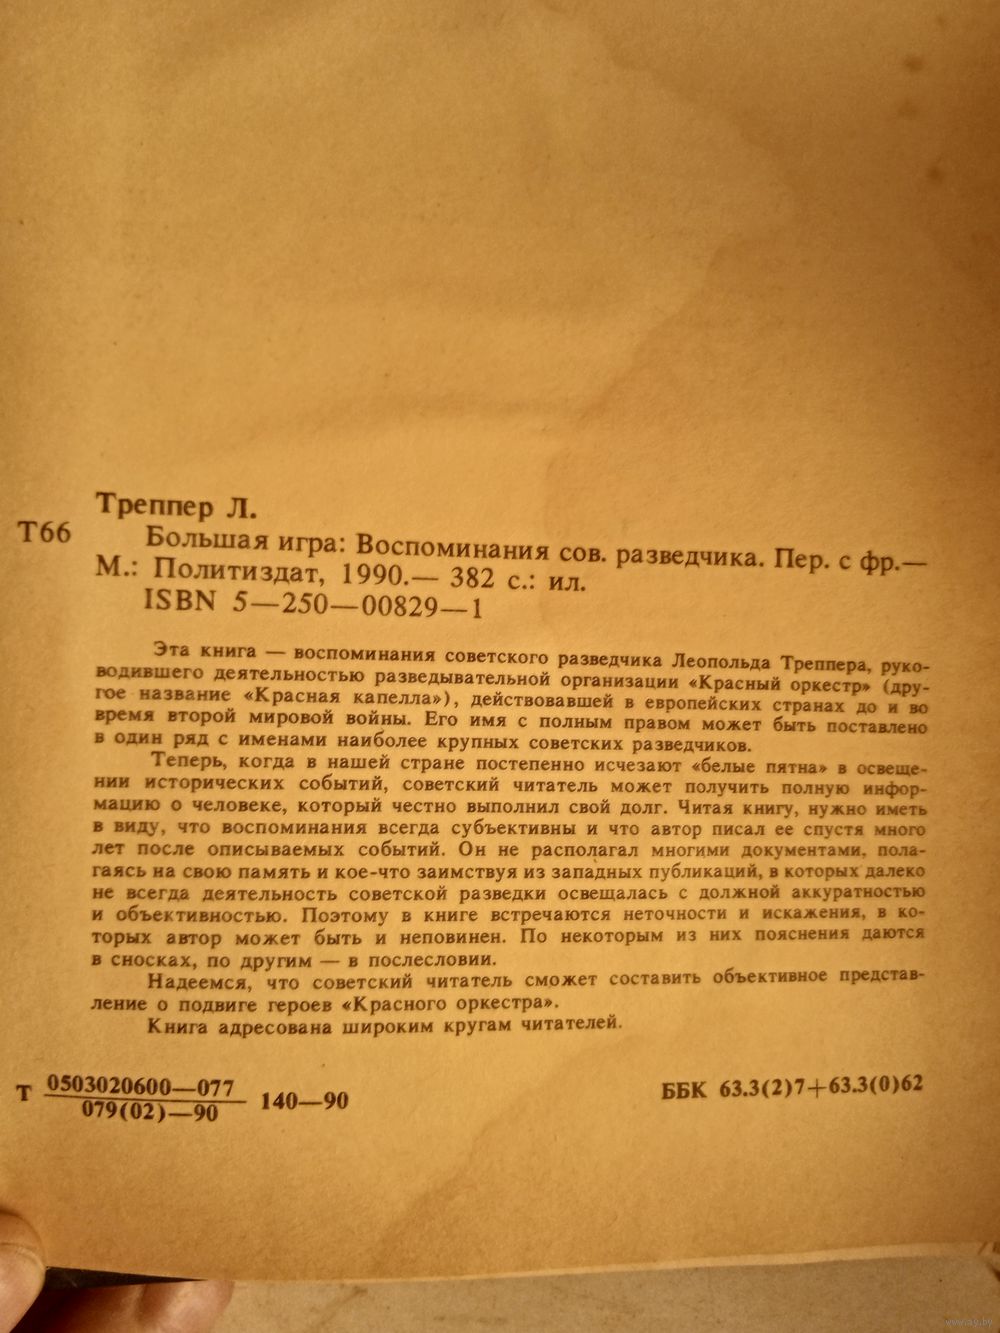 Треппер Л.
Т66
Большая игра: Воспоминания сов. разведчика. Пер. с фр.—
М.: Политиздат, 1990.— 382 с.: ил.
ISBN 5—250—00829—1
Эта книга — воспоминания советского разведчика Леопольда Треппера, руко-
водившего деятельностью разведывательной организации «Красный оркестр» (дру-
гое название «Красная капелла»), действовавшей в европейских странах до и во
время второй мировой войны. Его имя с полным правом может быть поставлено
в один ряд с именами наиболее крупных советских разведчиков.
Теперь, когда в нашей стране постепенно исчезают «белые пятна» в освеще-
нии исторических событий, советский читатель может получить полную инфор-
мацию о человеке, который честно выполнил свой долг. Читая книгу, нужно иметь
в виду, что воспоминания всегда субъективны и что автор писал ее спустя много
лет после описываемых событий. Он не располагал многими документами, пола-
гаясь на свою память и кое-что заимствуя из западных публикаций, в которых далеко
не всегда деятельность советской разведки освещалась с должной аккуратностью
и объективностью. Поэтому в книге встречаются неточности и искажения, в ко-
торых автор может быть и неповинен. По некоторым из них пояснения даются
в сносках, по другим — в послесловии.
Надеемся, что советский читатель сможет составить объективное представ-
ление о подвиге героев «Красного оркестра».
Книга адресована широким кругам читателей.
Т 0503020600—077 140—90
079(02)—90
ББК 63.3(2)7+63.3(0)62
www.ay.by